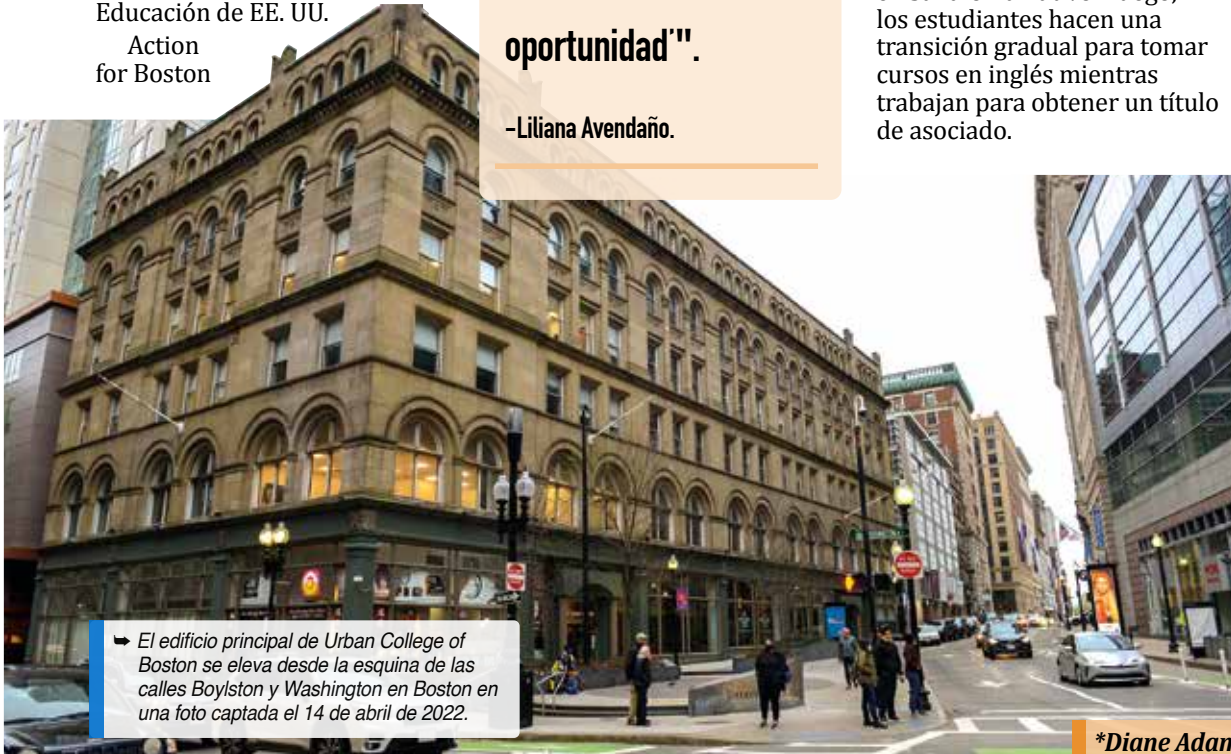 Educación de EE. UU.
Action
for Boston
oportunidad'".
-Liliana Avendaño.
los estudiantes hacen una
transición gradual para tomar
cursos en inglés mientras
trabajan para obtener un título
de asociado.
➥ El edificio principal de Urban College of
Boston se eleva desde la esquina de las
calles Boylston y Washington en Boston en
una foto captada el 14 de abril de 2022.
*Diane Adam